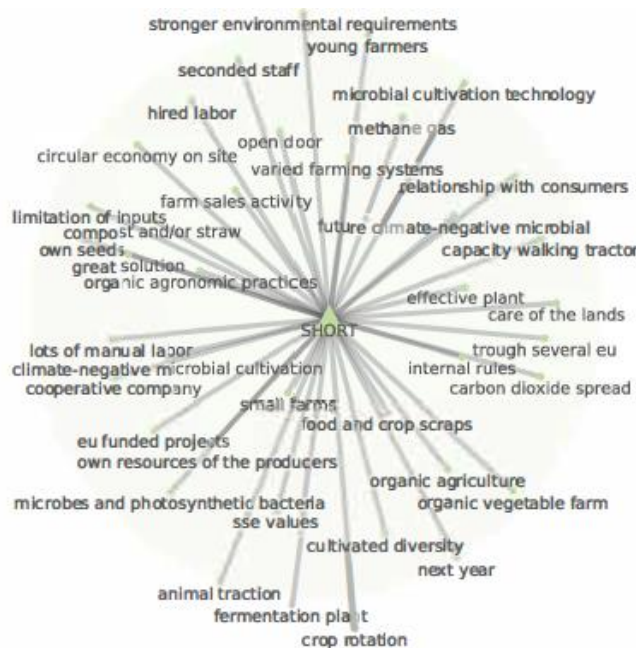 stronger environmental requirements
young farmers
seconded staff
microbial cultivation technology
hired labor
methane gas
open door
circular economy on site
varied farming systems
relationship with consumers
farm sales activity
limitation of inputs
future climate-negative microbial
compost and/or straw
own seeds
capacity walking tractor
great solution
organic agronomic practices
effective plant
care of the lands
SHORT
lots of manual labor
trough several eu
climate-negative microbial cultivation
internal rules
cooperative company
carbon dioxide spread
small farms
food and crop scraps
eu funded projects
own resources of the producers
organic agriculture
microbes and photosynthetic bacteria
organic vegetable farm
sse values
cultivated diversity
next year
animal traction
fermentation plant
crop rotation